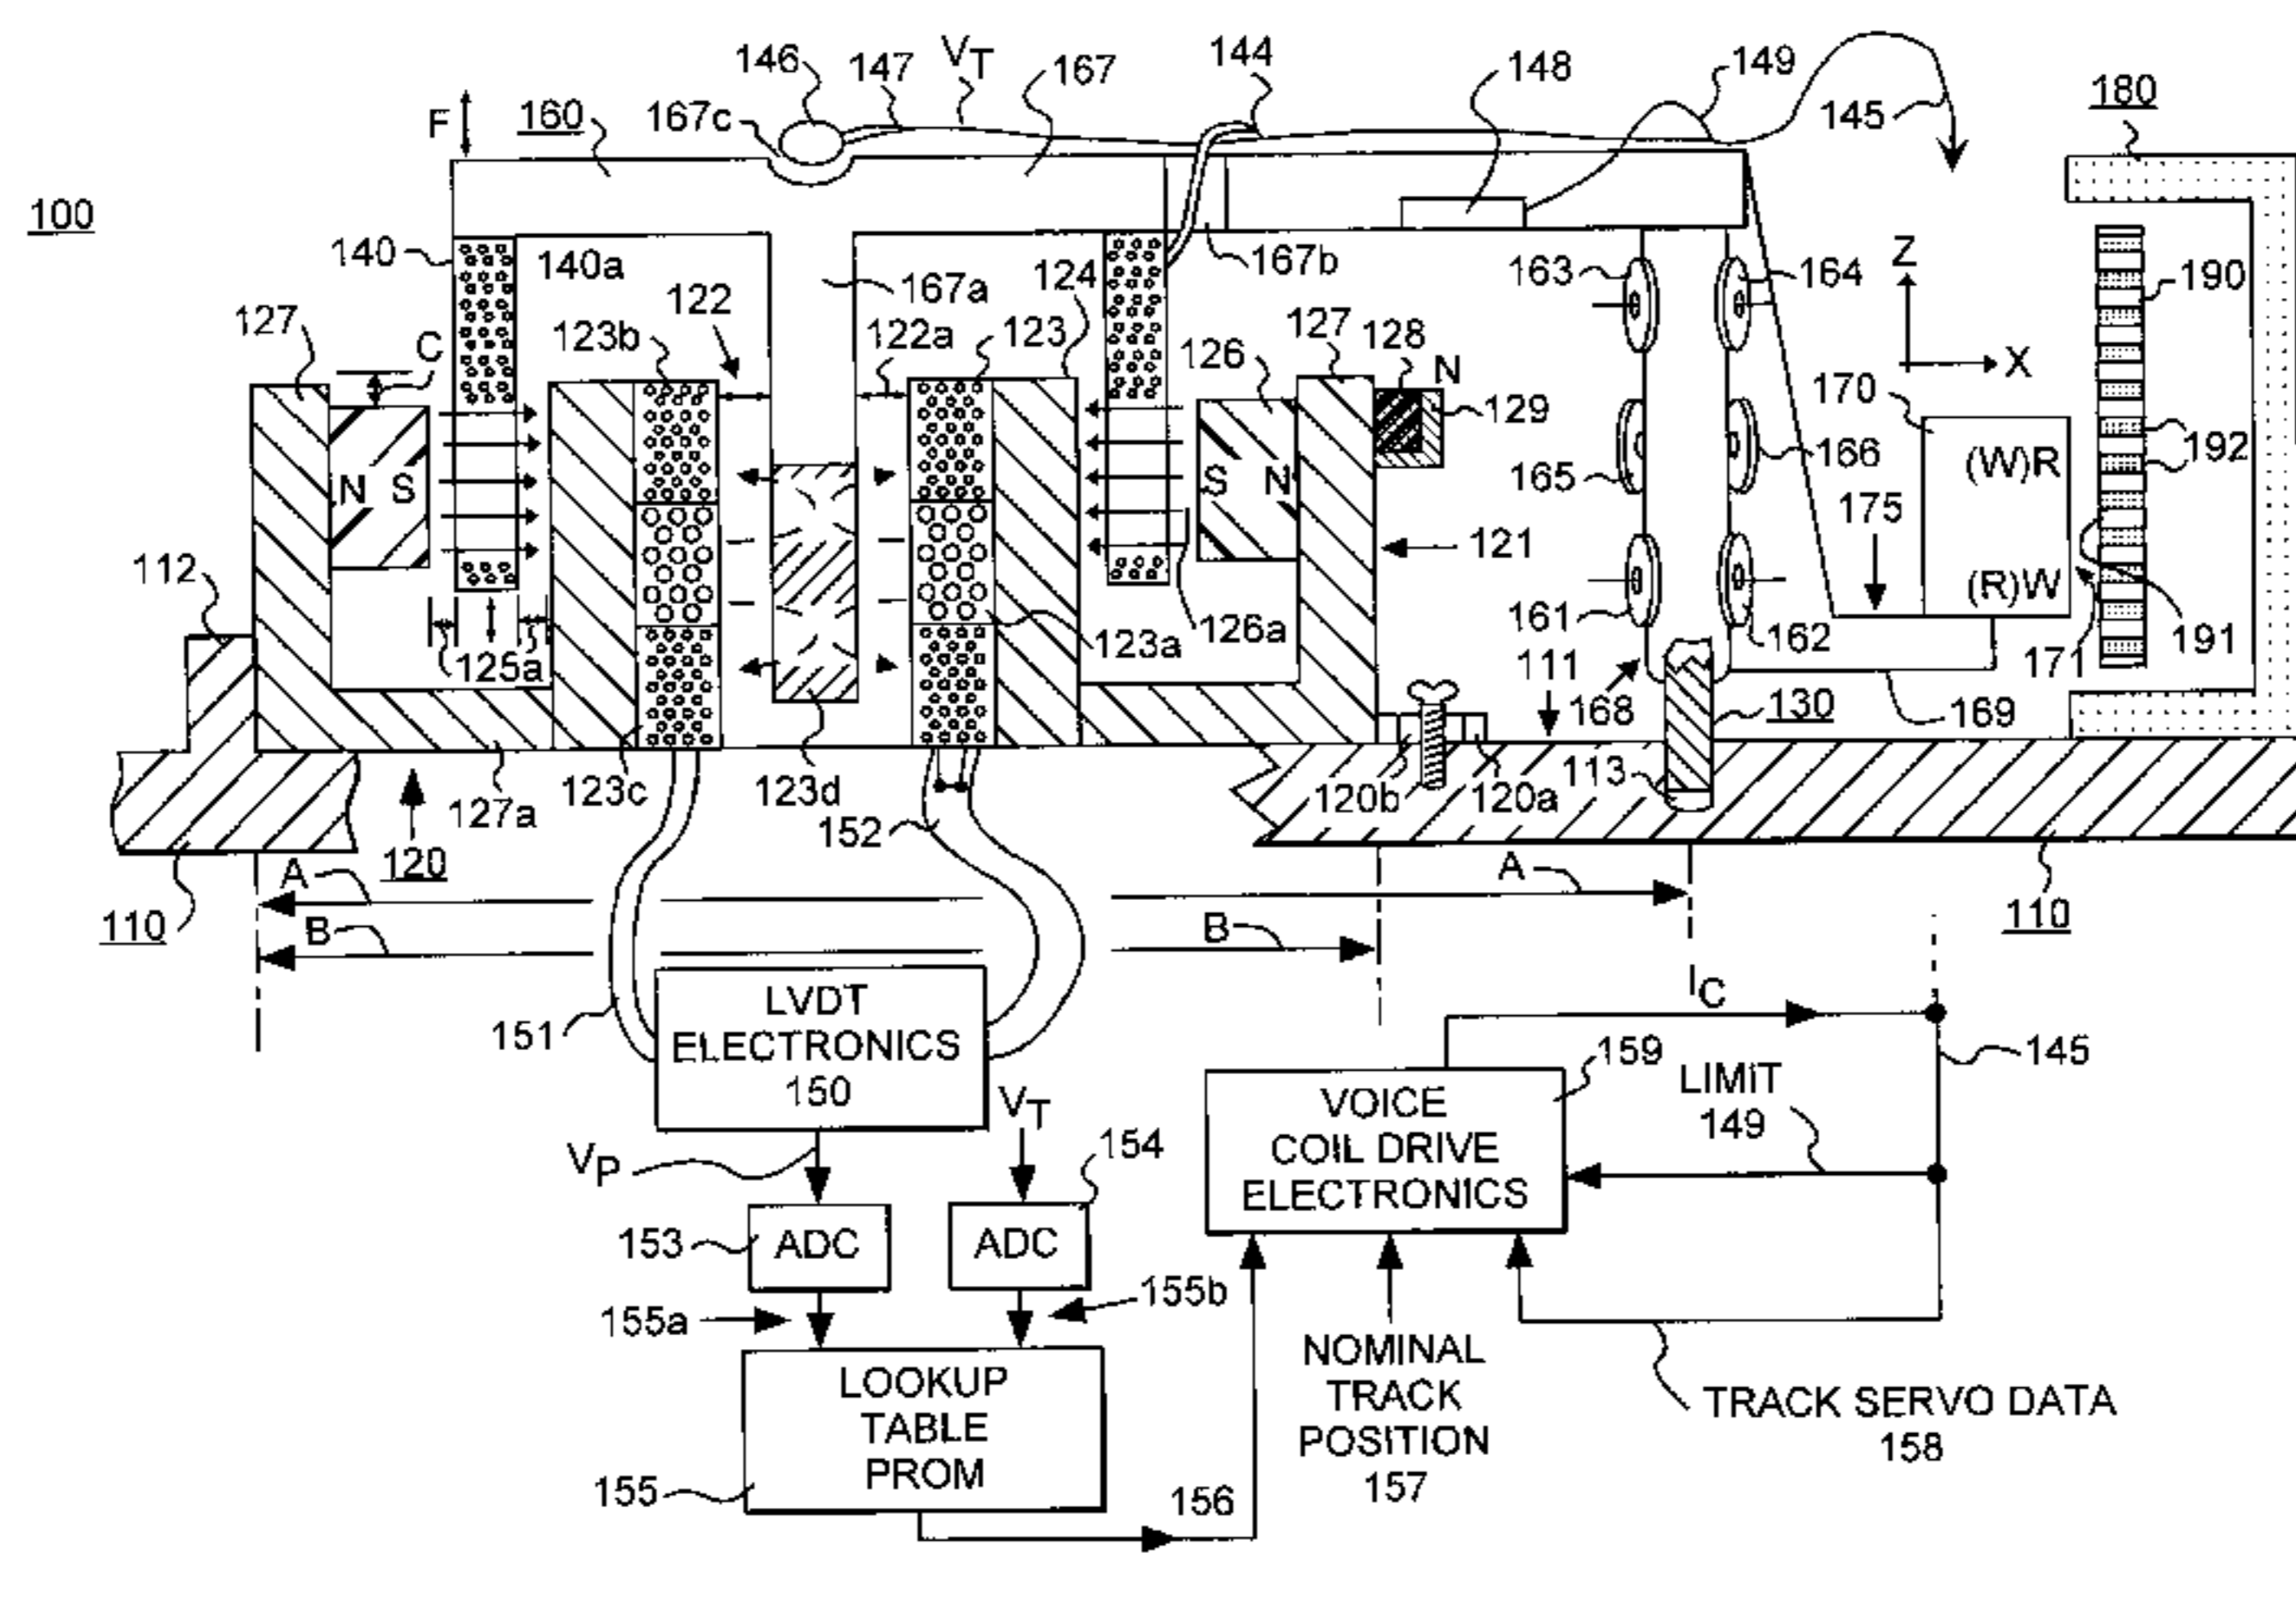 146
147
VT
167
144
148
149
F
160
167c
145
180
100
140
140a
167a
124
167b
163
164
Z
190
127
C
123b
122
122a
123
126
127
128
N
129
X
170
192
165
166
(W)R
N S
S N
175
112
121
161
162
(R)W
125a
123a
126a
111
168
171
191
130
169
123c
123d
120b
120a
113
127a
152
120
A
A
110
B
B
110
151
LVDT
ELECTRONICS
150
IC
159
145
LIMIT
149
VT
VP
154
VOICE
COIL DRIVE
ELECTRONICS
153
ADC
ADC
155a
155b
NOMINAL
TRACK
POSITION
157
LOOKUP
TABLE
PROM
155
156
TRACK SERVO DATA
158